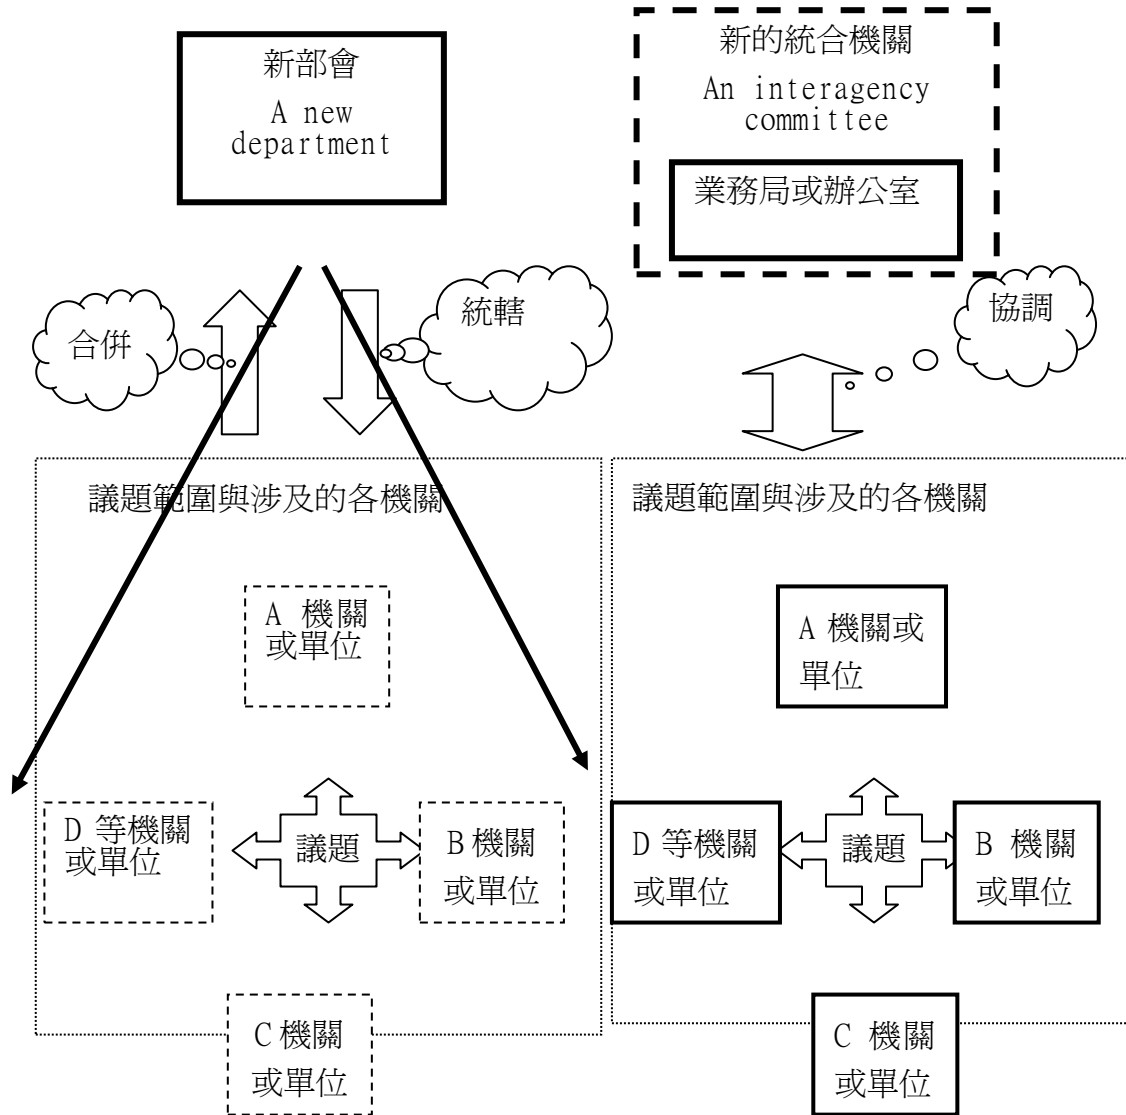 新部會
A new
department
新的統合機關
An interagency
committee
業務局或辦公室
合併
統轄
協調
議題範圍與涉及的各機關
A 機關
或單位
D 等機關
或單位
議題
B 機關
或單位
C 機關
或單位
議題範圍與涉及的各機關
A 機關或
單位
D 等機關
或單位
議題
B 機關
或單位
C 機關
或單位